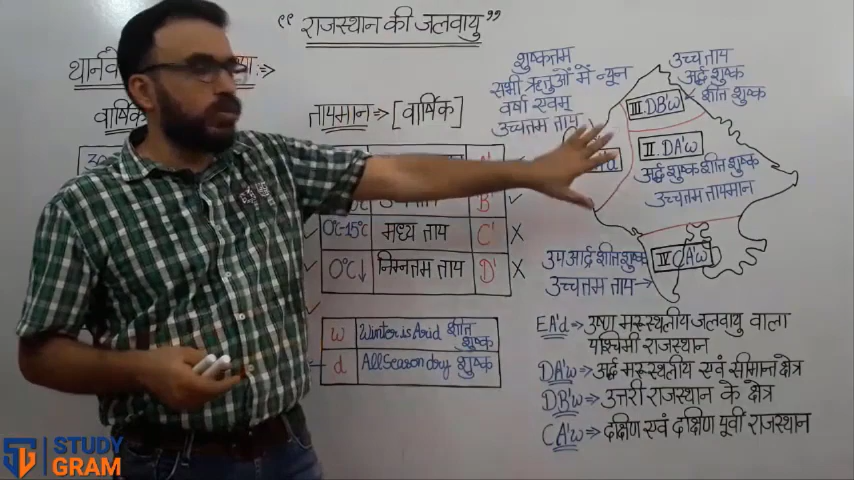 “ राजस्थान की जलवायु ”
वार्षिक
तापमान ⇒ [वार्षिक]
B'
0°C-15°C मध्य ताप C' X
0°C↓ निम्नतम ताप D' X
w Winter is Arid शीत शुष्क
d All Season dry शुष्क
शुष्कतम
सभी ऋतुओं में न्यून
वर्षा एवम्
उच्चतम ताप
उच्च ताप
अर्द्ध शुष्क
शीत शुष्क
III. DB'w
II. DA'w
अर्द्ध शुष्क शीत शुष्क
उच्चतम तापमान
उप आर्द्र शीत शुष्क
उच्चतम ताप →
IV CA'w
EA'd ⇒ उष्ण मरुस्थलीय जलवायु वाला
पश्चिमी राजस्थान
DA'w ⇒ अर्द्ध मरुस्थलीय एवं सीमान्त क्षेत्र
DB'w ⇒ उत्तरी राजस्थान के क्षेत्र
CA'w ⇒ दक्षिण एवं दक्षिण पूर्वी राजस्थान
STUDY
GRAM